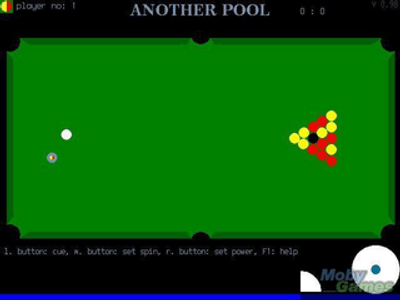 player no: 1
ANOTHER POOL
0 : 0
v 0.90
l. button: cue, m. button: set spin, r. button: set power, F1: help
Moby
Games